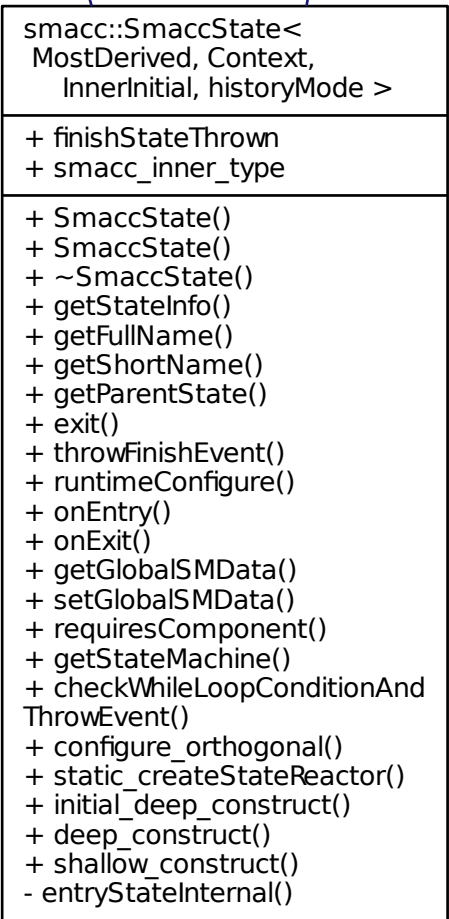 smacc::SmaccState<
MostDerived, Context,
InnerInitial, historyMode >
+ finishStateThrown
+ smacc_inner_type
+ SmaccState()
+ SmaccState()
+ ~SmaccState()
+ getStateInfo()
+ getFullName()
+ getShortName()
+ getParentState()
+ exit()
+ throwFinishEvent()
+ runtimeConfigure()
+ onEntry()
+ onExit()
+ getGlobalSMData()
+ setGlobalSMData()
+ requiresComponent()
+ getStateMachine()
+ checkWhileLoopConditionAnd
ThrowEvent()
+ configure_orthogonal()
+ static_createStateReactor()
+ initial_deep_construct()
+ deep_construct()
+ shallow_construct()
- entryStateInternal()